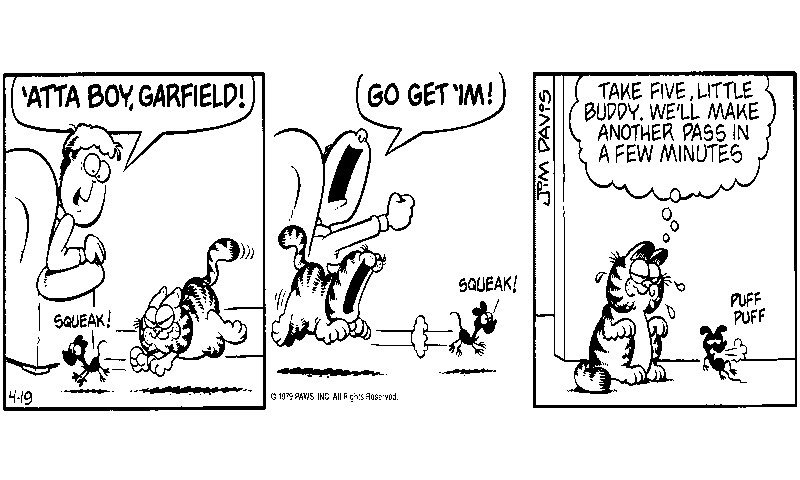 'ATTA BOY, GARFIELD!
SQUEAK!
4-19
GO GET 'IM!
SQUEAK!
© 1979 PAWS, INC. All Rights Reserved.
JIM DAVIS
TAKE FIVE, LITTLE
BUDDY. WE'LL MAKE
ANOTHER PASS IN
A FEW MINUTES
PUFF
PUFF